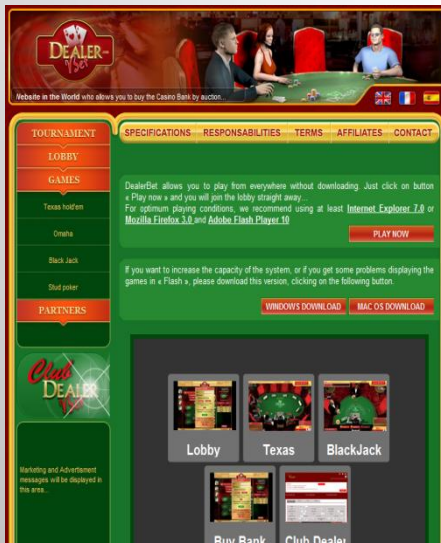 DEALER
Bet
Website in the World who allows you to buy the Casino Bank by auction...
TOURNAMENT
LOBBY
GAMES
Texas hold'em
Omaha
Black Jack
Stud poker
PARTNERS
Club
DEALER
Bet
Marketing and Advertisment
messages will be displayed in
this area...
SPECIFICATIONS RESPONSABILITIES TERMS AFFILIATES CONTACT
DealerBet allows you to play from everywhere without downloading. Just click on button
« Play now » and you will join the lobby straight away...
For optimum playing conditions, we recommend using at least Internet Explorer 7.0 or
Mozilla Firefox 3.0 and Adobe Flash Player 10
PLAY NOW
If you want to increase the capacity of the system, or if you get some problems displaying the
games in « Flash », please download this version, clicking on the following button.
WINDOWS DOWNLOAD MAC OS DOWNLOAD
Lobby Texas BlackJack
Buy Bank Club Dealer